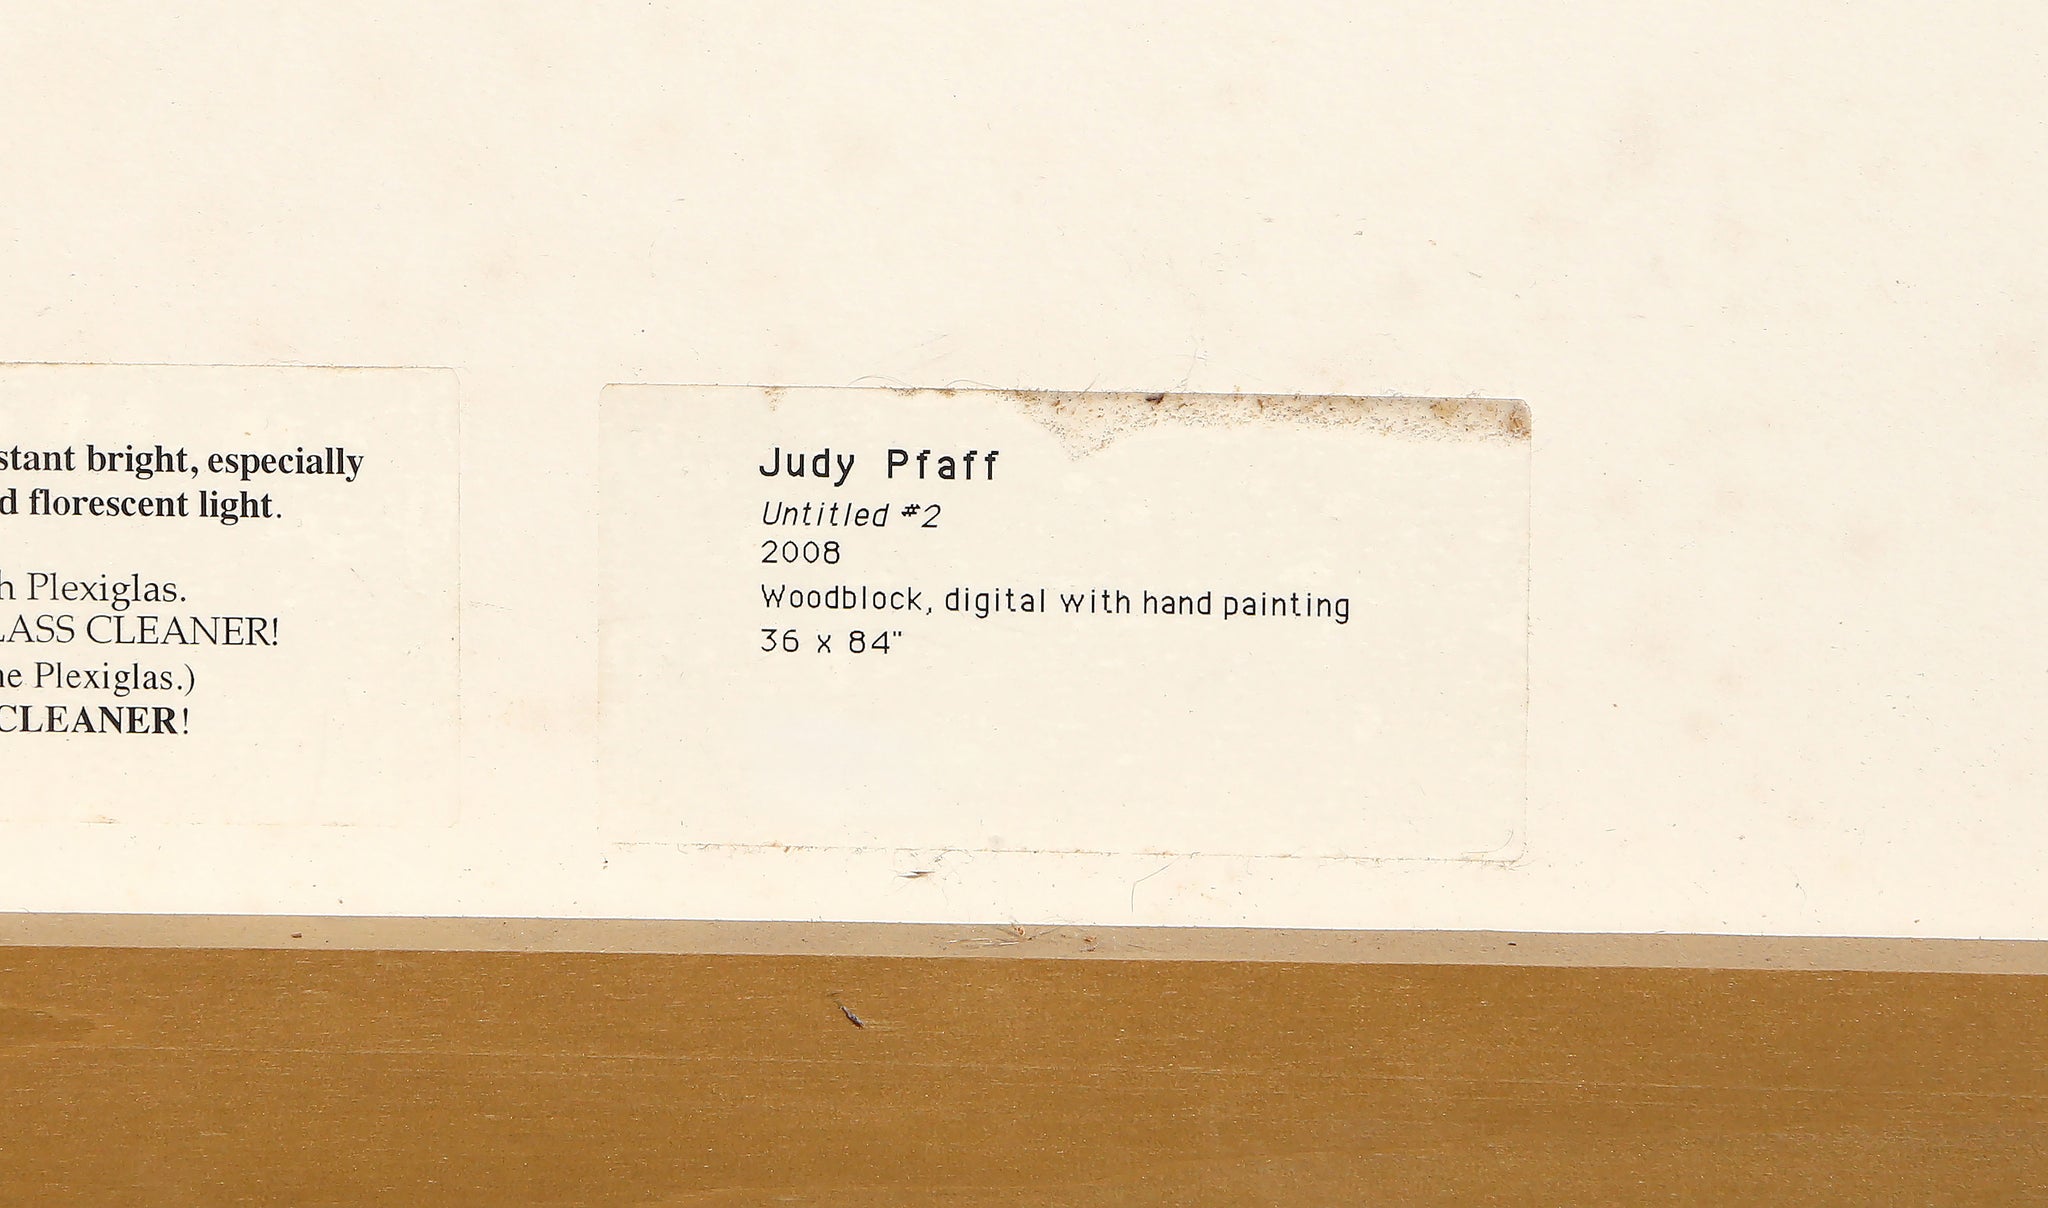 stant bright, especially
d florescent light.
h Plexiglas.
LASS CLEANER!
he Plexiglas.)
CLEANER!
Judy Pfaff
Untitled #2
2008
Woodblock, digital with hand painting
36 x 84"